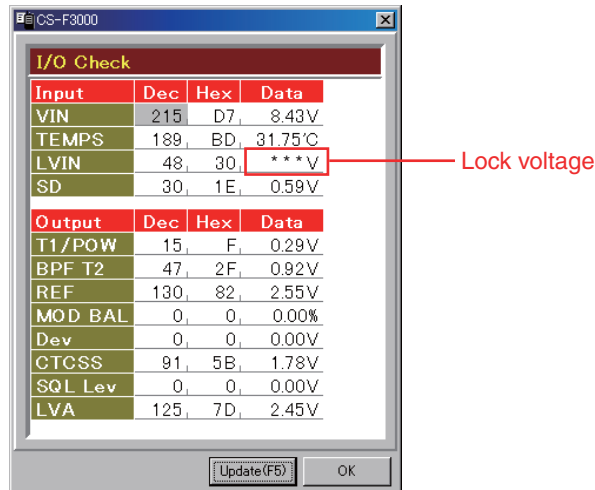 CS-F3000
I/O Check
Input Dec Hex Data
VIN 215 D7 8.43V
TEMPS 189 BD 31.75'C
LVIN 48 30 ***V Lock voltage
SD 30 1E 0.59V
Output Dec Hex Data
T1/POW 15 F 0.29V
BPF T2 47 2F 0.92V
REF 130 82 2.55V
MOD BAL 0 0 0.00%
Dev 0 0 0.00V
CTCSS 91 5B 1.78V
SQL Lev 0 0 0.00V
LVA 125 7D 2.45V
Update(F5) OK